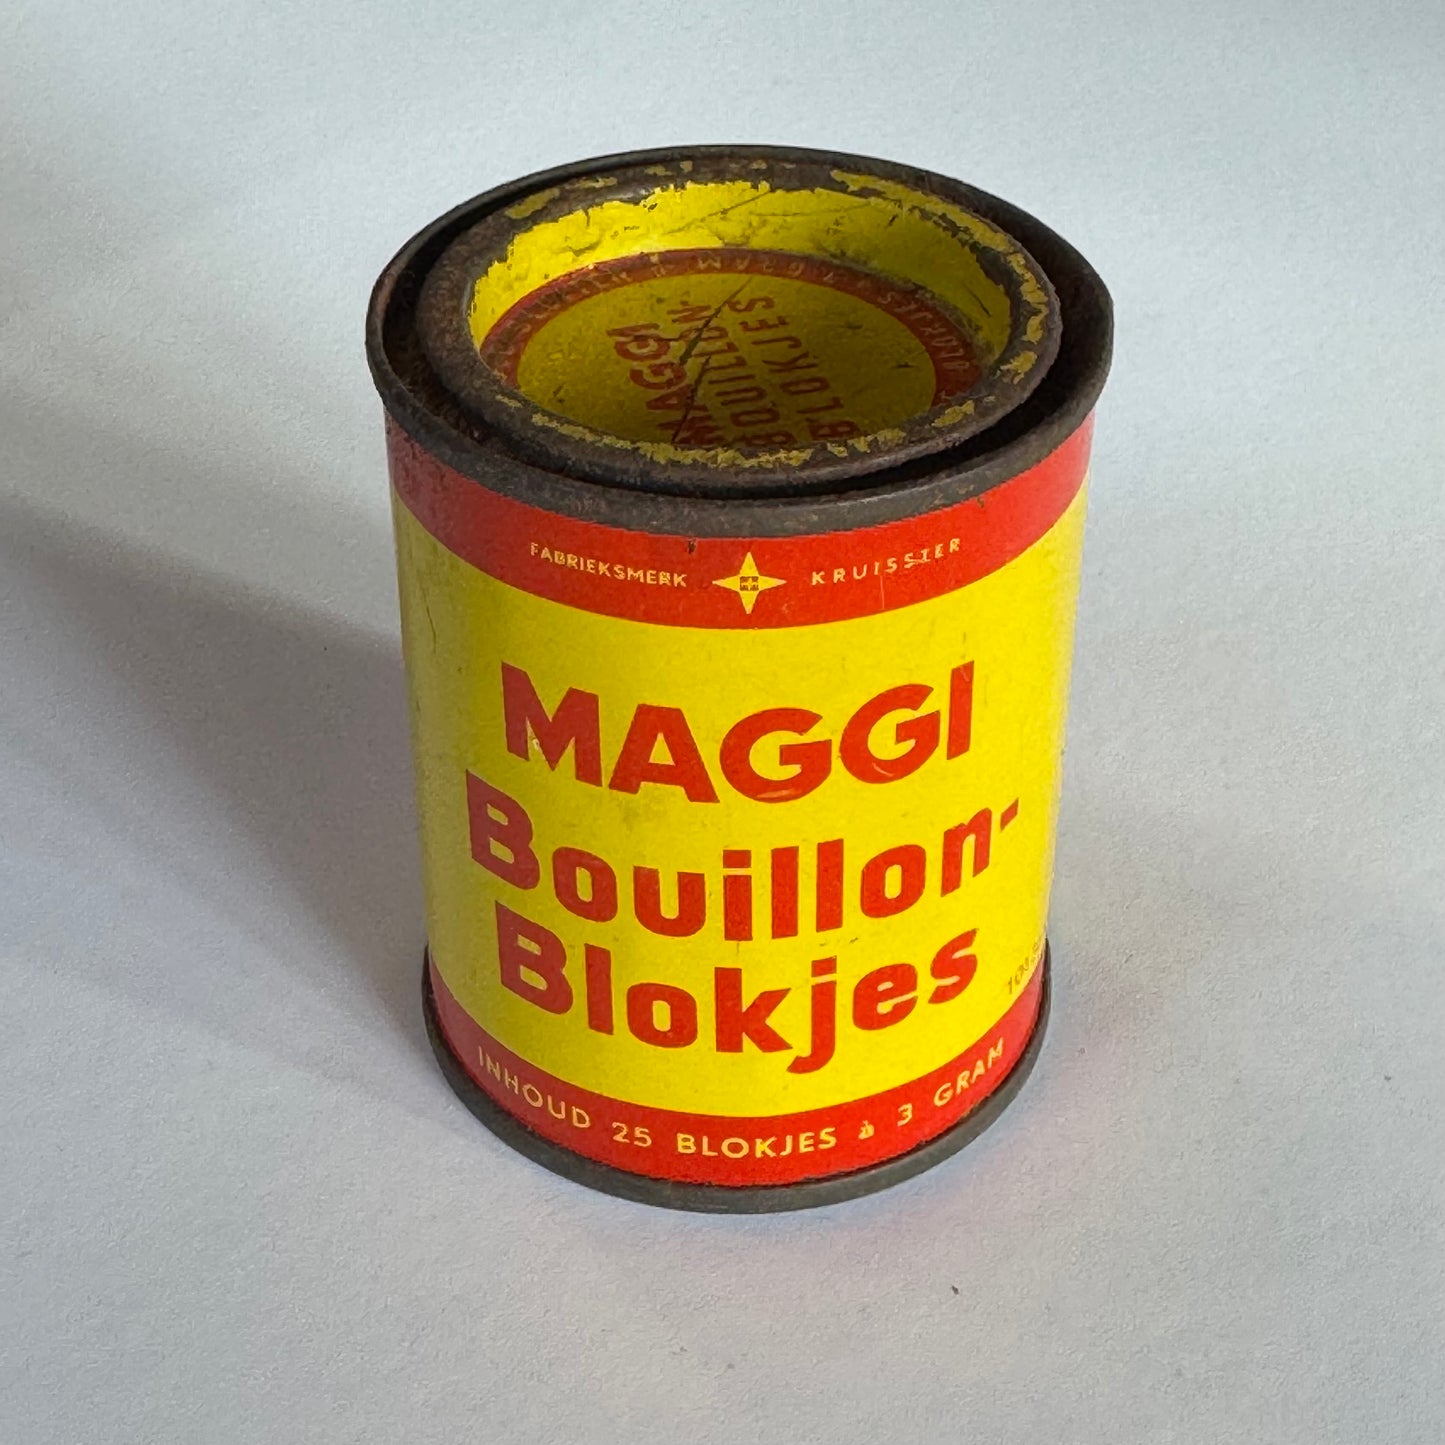 MAGGI
BOUILLON
BLOKJES
FABRIEKSMERK KRUISSTER
MAGGI
Bouillon-
Blokjes
INHOUD 25 BLOKJES à 3 GRAM